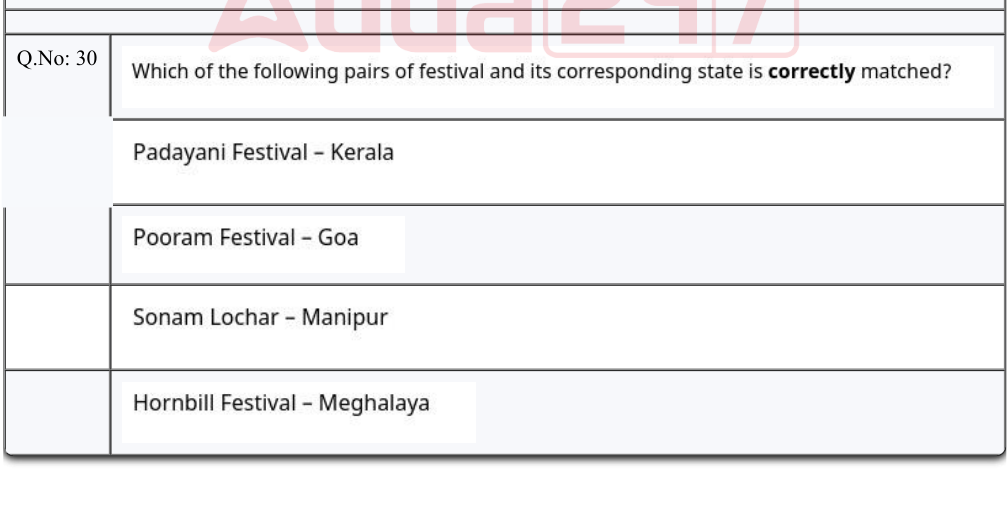 Adda247
Q.No: 30
Which of the following pairs of festival and its corresponding state is correctly matched?
Padayani Festival – Kerala
Pooram Festival – Goa
Sonam Lochar – Manipur
Hornbill Festival – Meghalaya